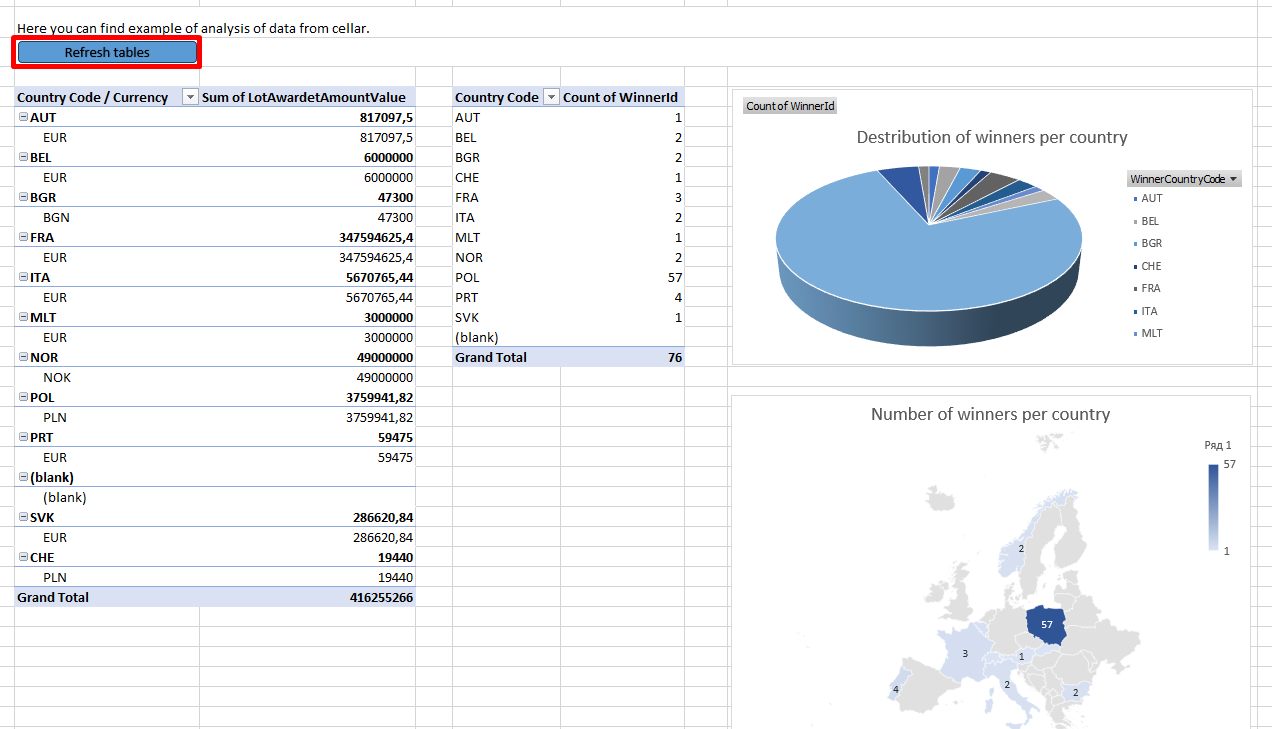 Here you can find example of analysis of data from cellar.
Refresh tables
Country Code / Currency Sum of LotAwardetAmountValue
AUT 817097,5
EUR 817097,5
BEL 6000000
EUR 6000000
BGR 47300
BGN 47300
FRA 347594625,4
EUR 347594625,4
ITA 5670765,44
EUR 5670765,44
MLT 3000000
EUR 3000000
NOR 49000000
NOK 49000000
POL 3759941,82
PLN 3759941,82
PRT 59475
EUR 59475
(blank)
(blank)
SVK 286620,84
EUR 286620,84
CHE 19440
PLN 19440
Grand Total 416255266
Country Code Count of WinnerId
AUT 1
BEL 2
BGR 2
CHE 1
FRA 3
ITA 2
MLT 1
NOR 2
POL 57
PRT 4
SVK 1
(blank)
Grand Total 76
Count of WinnerId
Destribution of winners per country
WinnerCountryCode
AUT
BEL
BGR
CHE
FRA
ITA
MLT
Number of winners per country
Ряд 1
57
1
2
57
3
1
2
4
2